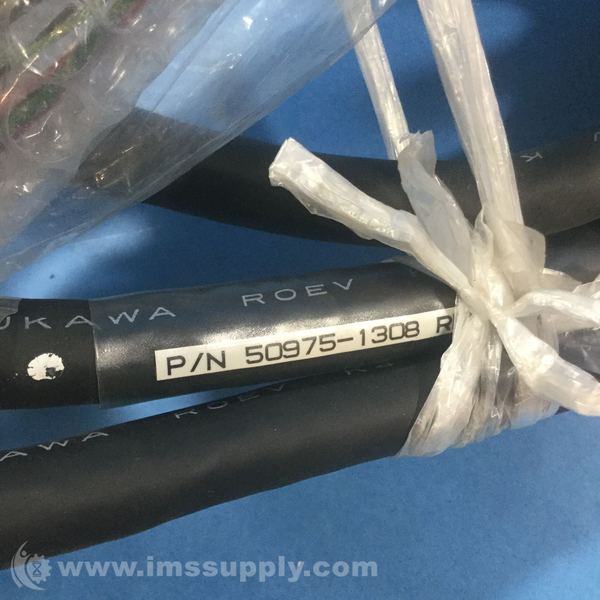 UKAWA ROEV
P/N 50975-1308 R
AWA ROEV K
www.imssupply.com